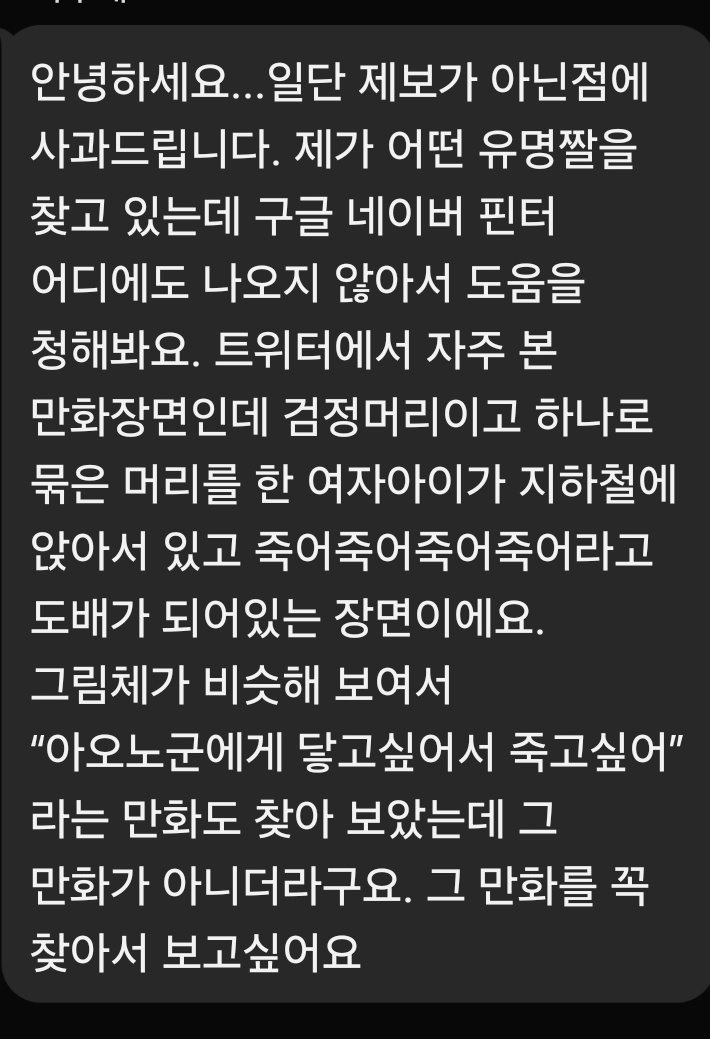 안녕하세요...일단 제보가 아닌점에
사과드립니다. 제가 어떤 유명짤을
찾고 있는데 구글 네이버 핀터
어디에도 나오지 않아서 도움을
청해봐요. 트위터에서 자주 본
만화장면인데 검정머리이고 하나로
묶은 머리를 한 여자아이가 지하철에
앉아서 있고 죽어죽어죽어죽어라고
도배가 되어있는 장면이에요.
그림체가 비슷해 보여서
“아오노군에게 닿고싶어서 죽고싶어”
라는 만화도 찾아 보았는데 그
만화가 아니더라구요. 그 만화를 꼭
찾아서 보고싶어요